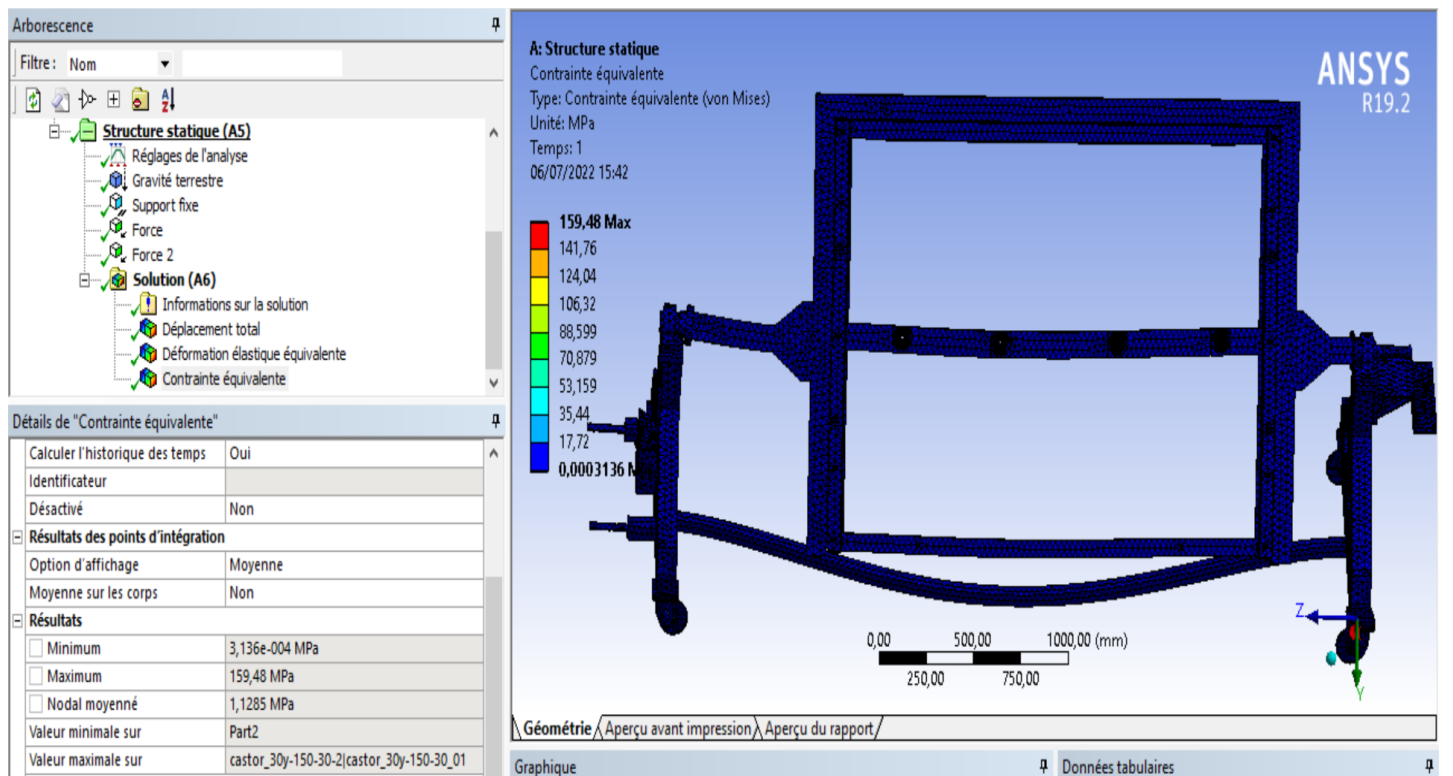 Arborescence
Filtre : Nom
Structure statique (A5)
Réglages de l'analyse
Gravité terrestre
Support fixe
Force
Force 2
Solution (A6)
Informations sur la solution
Déplacement total
Déformation élastique équivalente
Contrainte équivalente
Détails de "Contrainte équivalente"
Calculer l'historique des temps Oui
Identificateur
Désactivé Non
Résultats des points d'intégration
Option d'affichage Moyenne
Moyenne sur les corps Non
Résultats
Minimum 3,136e-004 MPa
Maximum 159,48 MPa
Nodal moyenné 1,1285 MPa
Valeur minimale sur Part2
Valeur maximale sur castor_30y-150-30-2|castor_30y-150-30_01
A: Structure statique
Contrainte équivalente
Type: Contrainte équivalente (von Mises)
Unité: MPa
Temps: 1
06/07/2022 15:42
159,48 Max
141,76
124,04
106,32
88,599
70,879
53,159
35,44
17,72
0,0003136 M
ANSYS
R19.2
Z
Y
0,00 500,00 1000,00 (mm)
250,00 750,00
Géométrie Aperçu avant impression Aperçu du rapport
Graphique
Données tabulaires